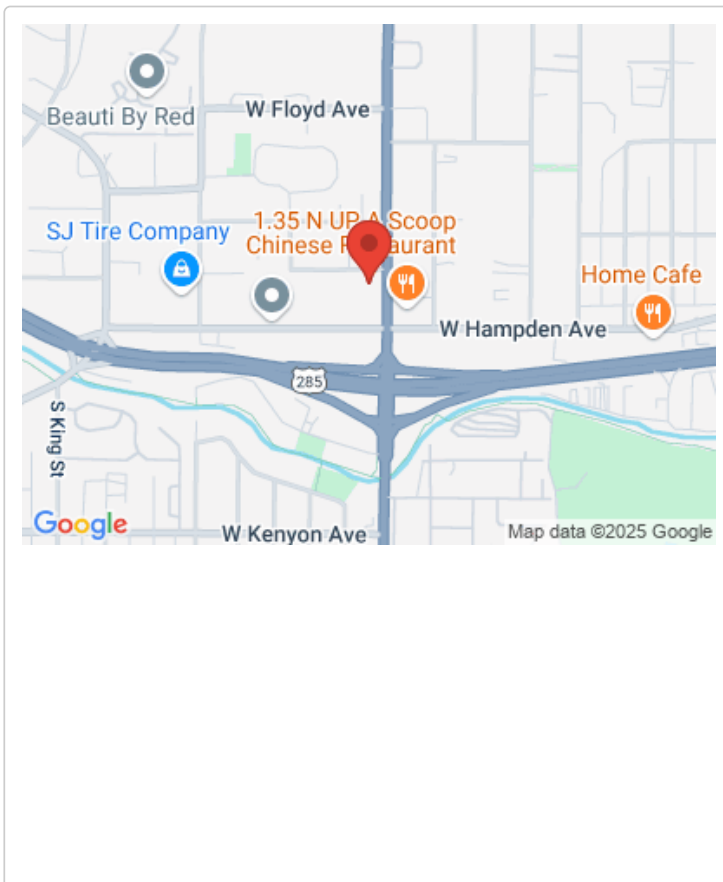 W Floyd Ave
Beauti By Red
1.35 N UP A Scoop
SJ Tire Company
Chinese Restaurant
Home Cafe
W Hampden Ave
285
S King St
Google
W Kenyon Ave
Map data ©2025 Google